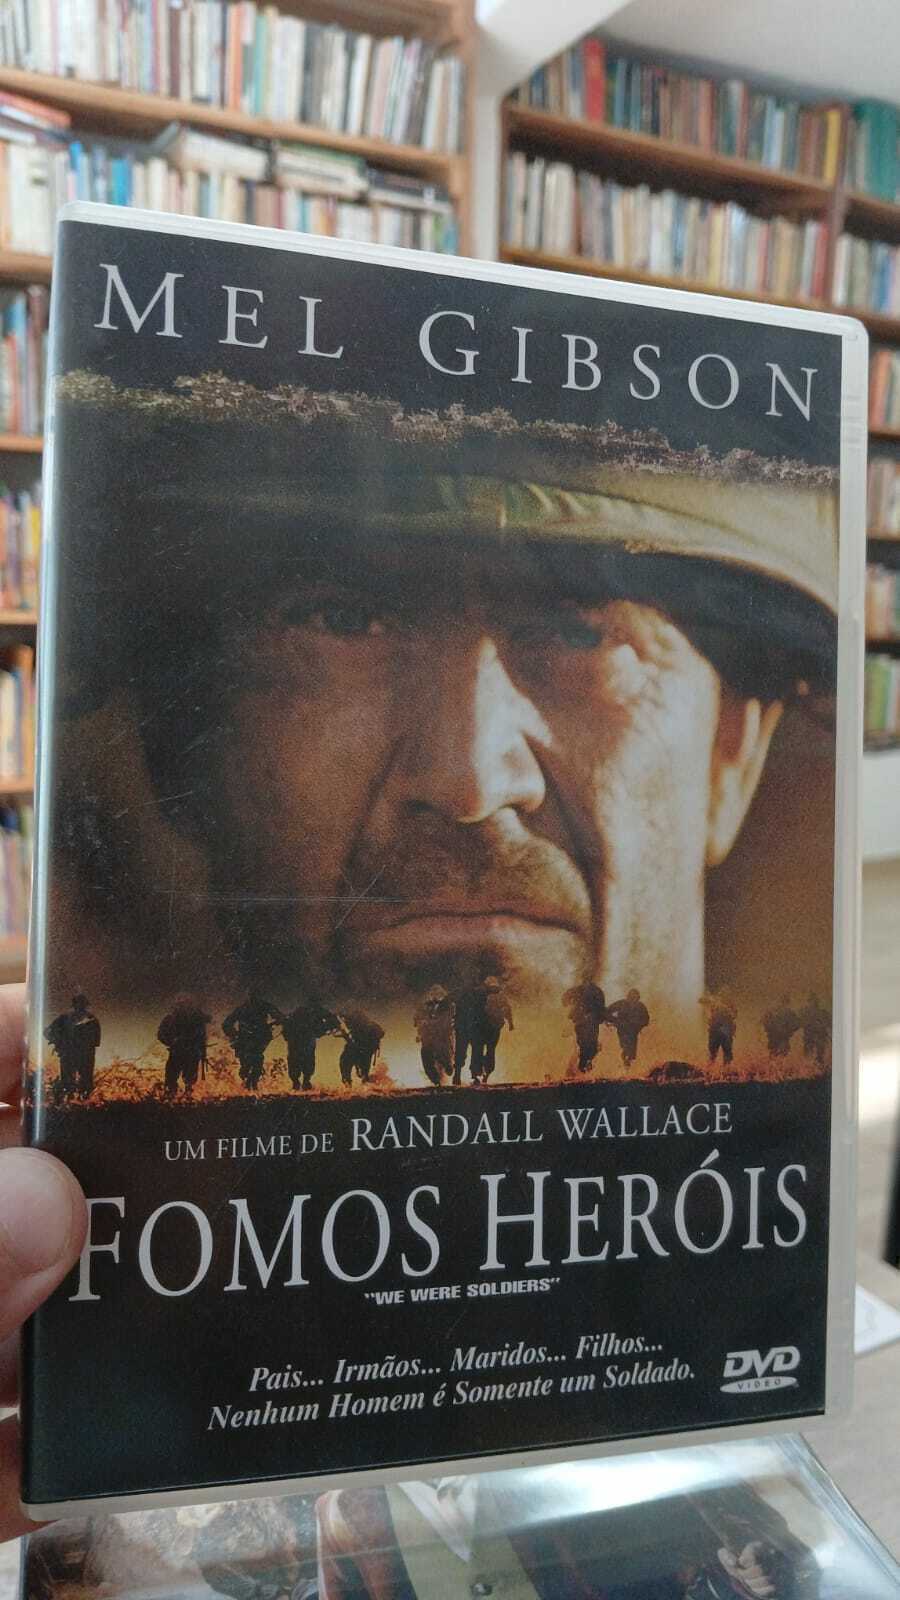 MEL GIBSON
UM FILME DE RANDALL WALLACE
FOMOS HERÓIS
"WE WERE SOLDIERS"
Pais... Irmãos... Maridos... Filhos...
Nenhum Homem é Somente um Soldado.
DVD
VIDEO